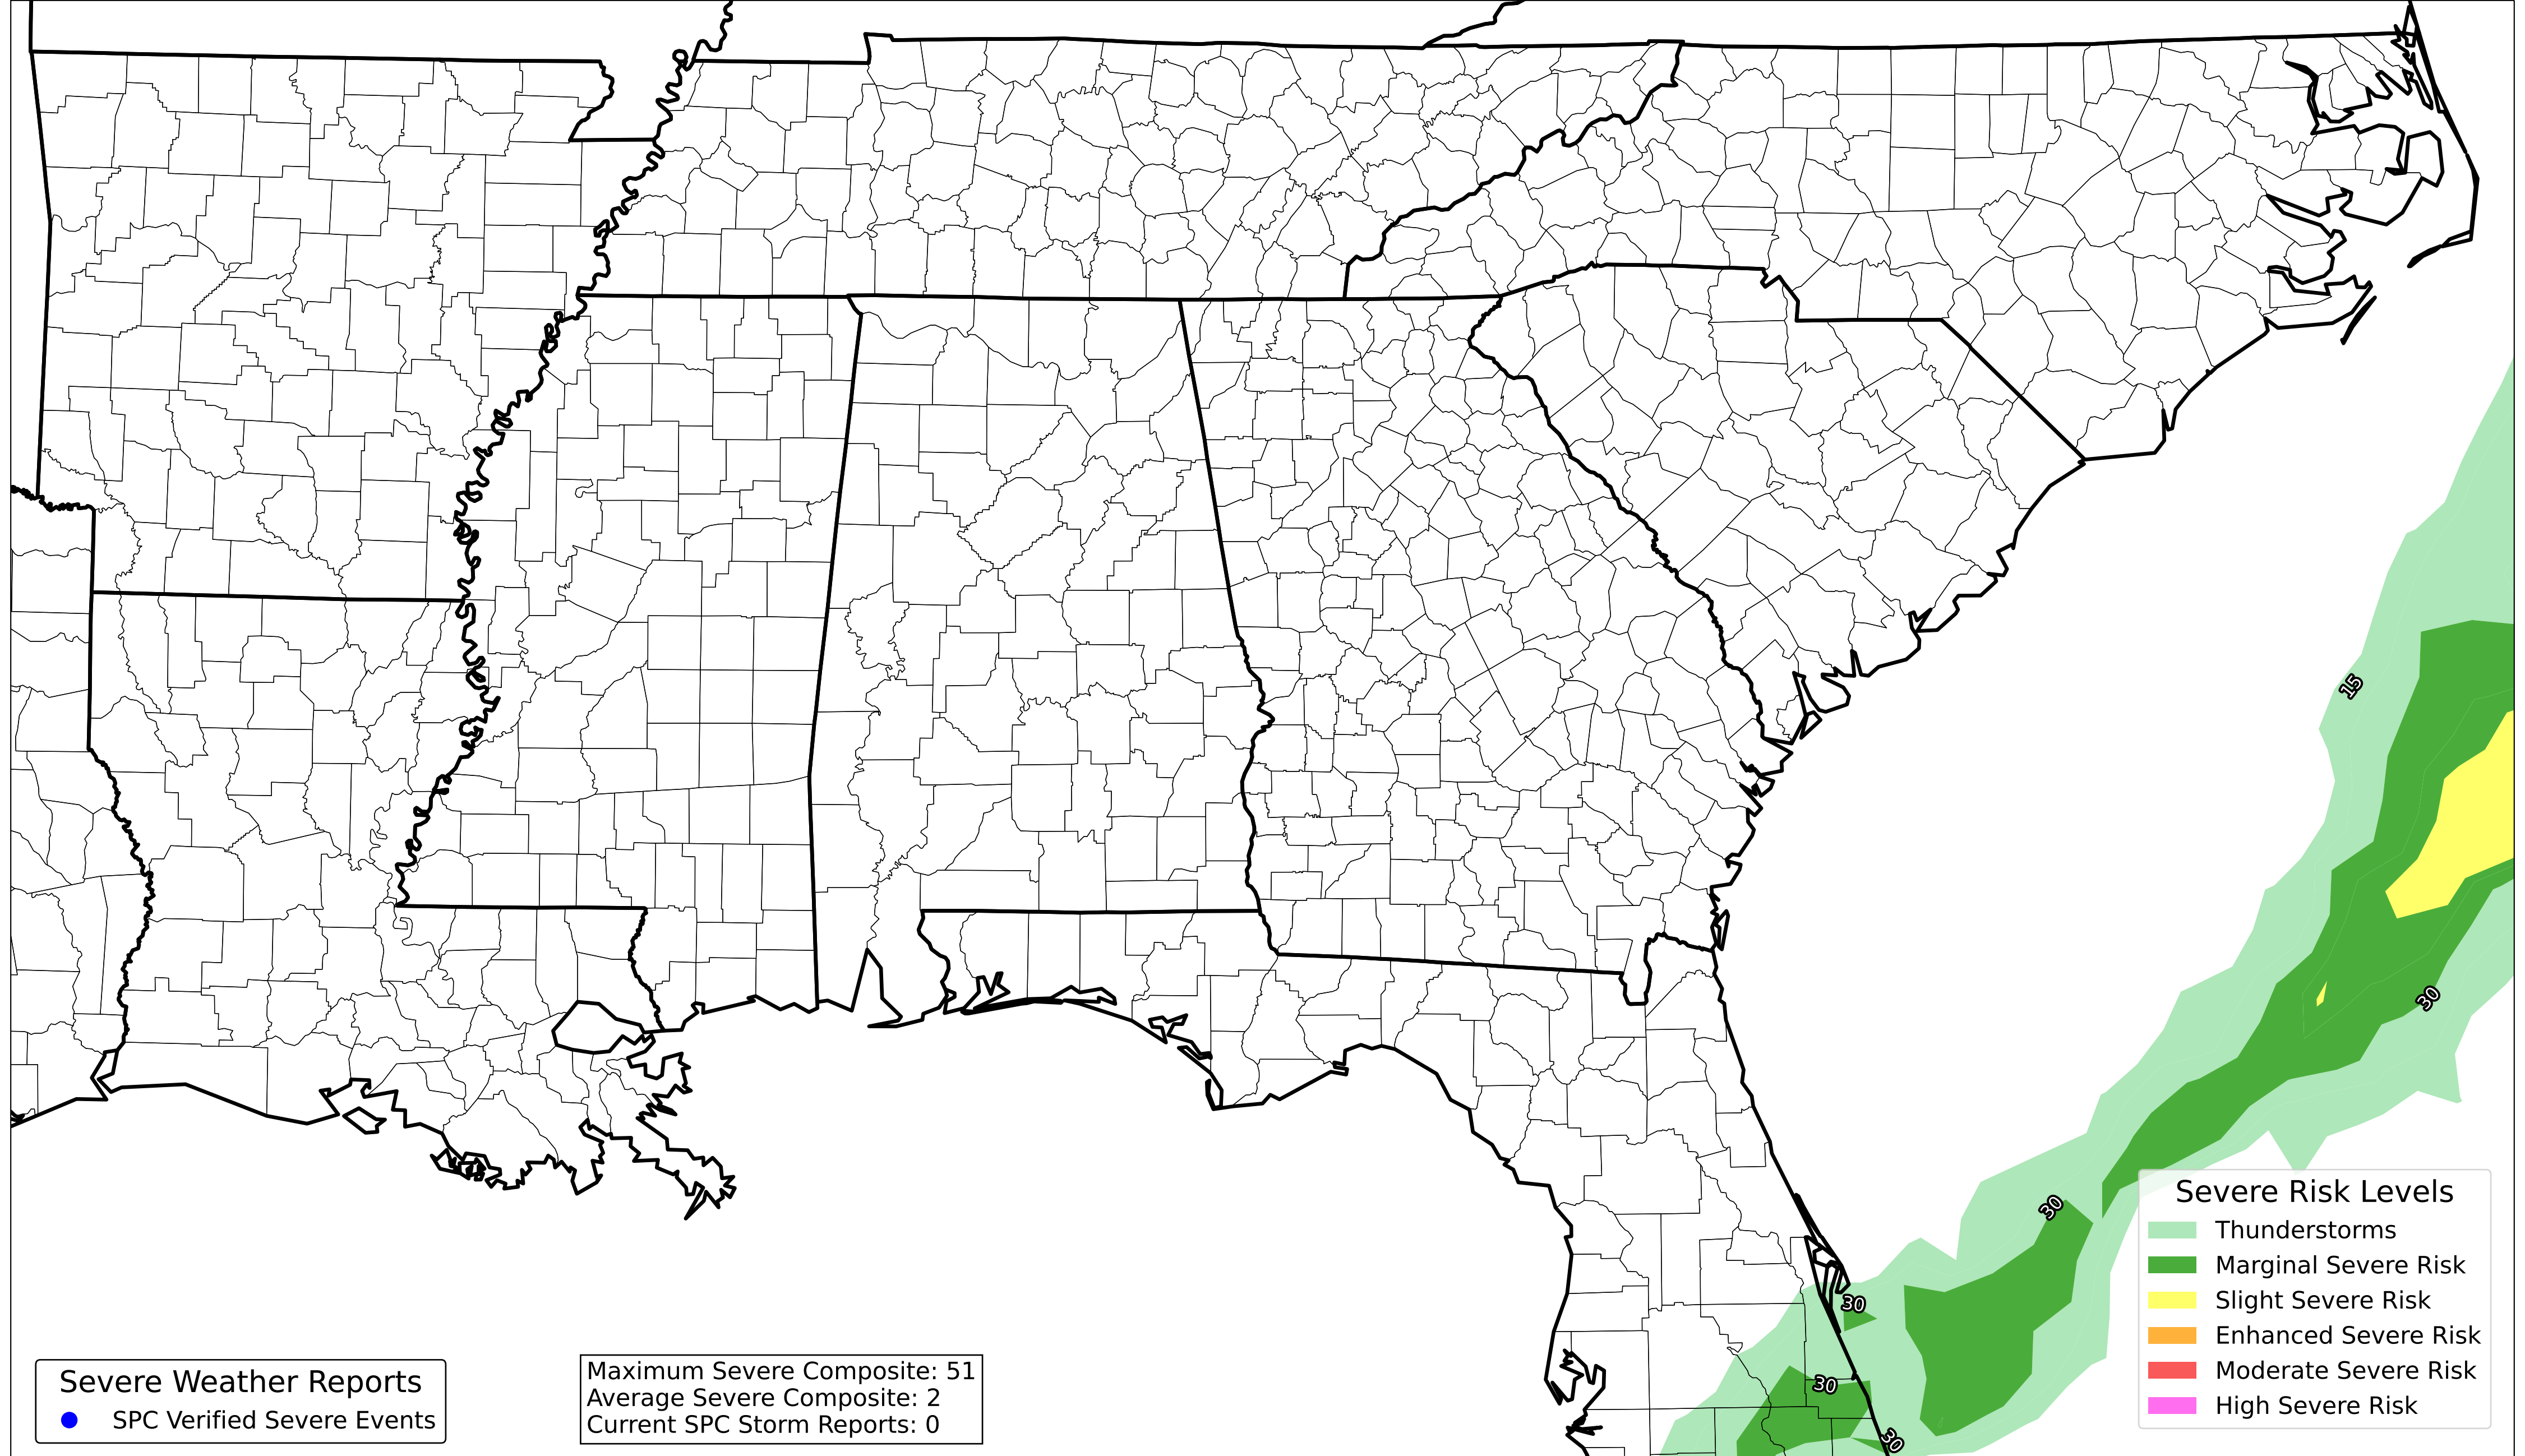 15
30
30
30
30
30
Severe Risk Levels
Thunderstorms
Marginal Severe Risk
Slight Severe Risk
Enhanced Severe Risk
Moderate Severe Risk
High Severe Risk
Severe Weather Reports
SPC Verified Severe Events
Maximum Severe Composite: 51
Average Severe Composite: 2
Current SPC Storm Reports: 0